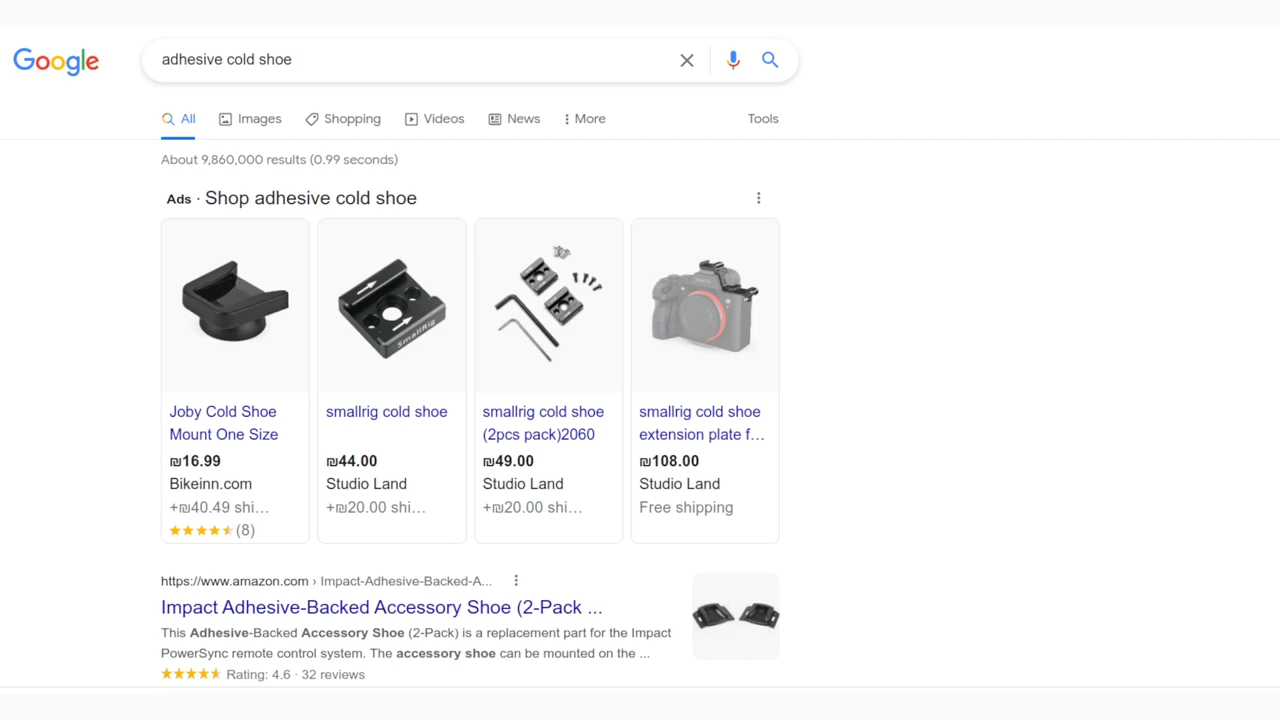 Google
adhesive cold shoe
All
Images
Shopping
Videos
News
More
Tools
About 9,860,000 results (0.99 seconds)
Ads · Shop adhesive cold shoe
SmallRig
Joby Cold Shoe
Mount One Size
₪16.99
Bikeinn.com
+₪40.49 shi...
(8)
smallrig cold shoe
₪44.00
Studio Land
+₪20.00 shi...
smallrig cold shoe
(2pcs pack)2060
₪49.00
Studio Land
+₪20.00 shi...
smallrig cold shoe
extension plate f...
₪108.00
Studio Land
Free shipping
https://www.amazon.com › Impact-Adhesive-Backed-A...
Impact Adhesive-Backed Accessory Shoe (2-Pack ...
This Adhesive-Backed Accessory Shoe (2-Pack) is a replacement part for the Impact
PowerSync remote control system. The accessory shoe can be mounted on the ...
Rating: 4.6 · 32 reviews